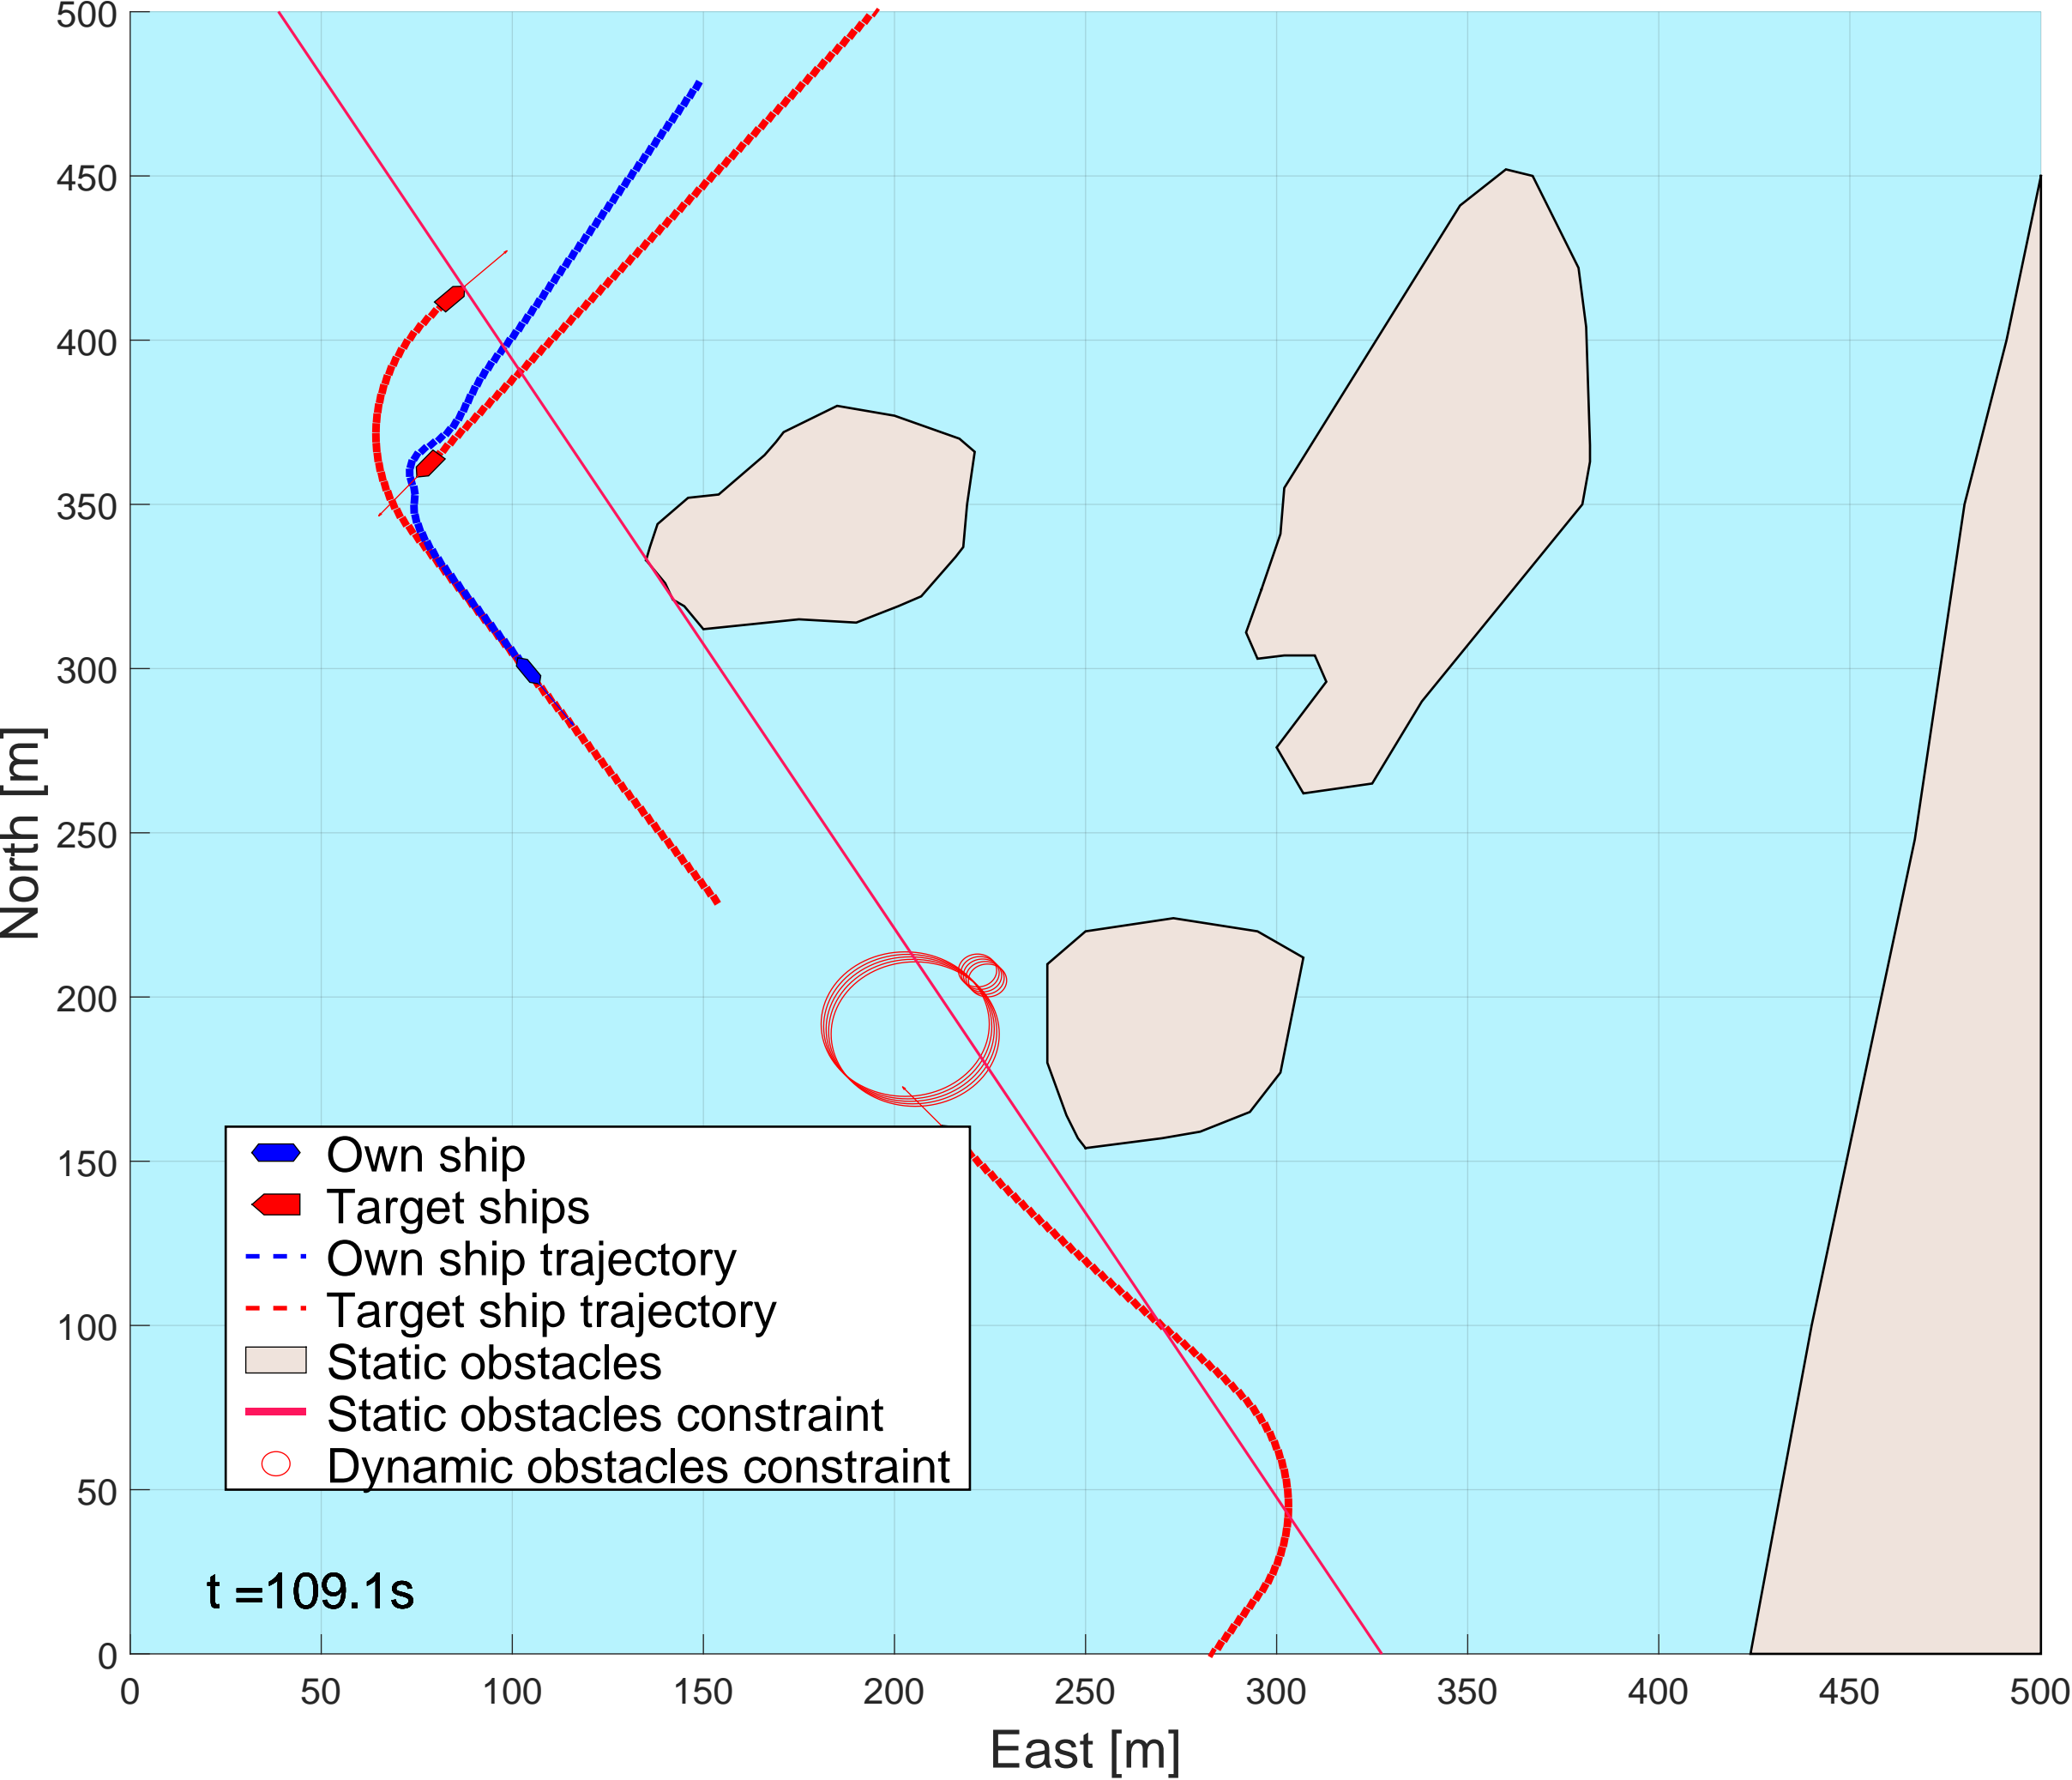 500
450
400
350
300
250
200
150
100
50
0
North [m]
Own ship
Target ships
Own ship trajectory
Target ship trajectory
Static obstacles
Static obstacles constraint
Dynamic obstacles constraint
t =109.1s
0 50 100 150 200 250 300 350 400 450 500
East [m]